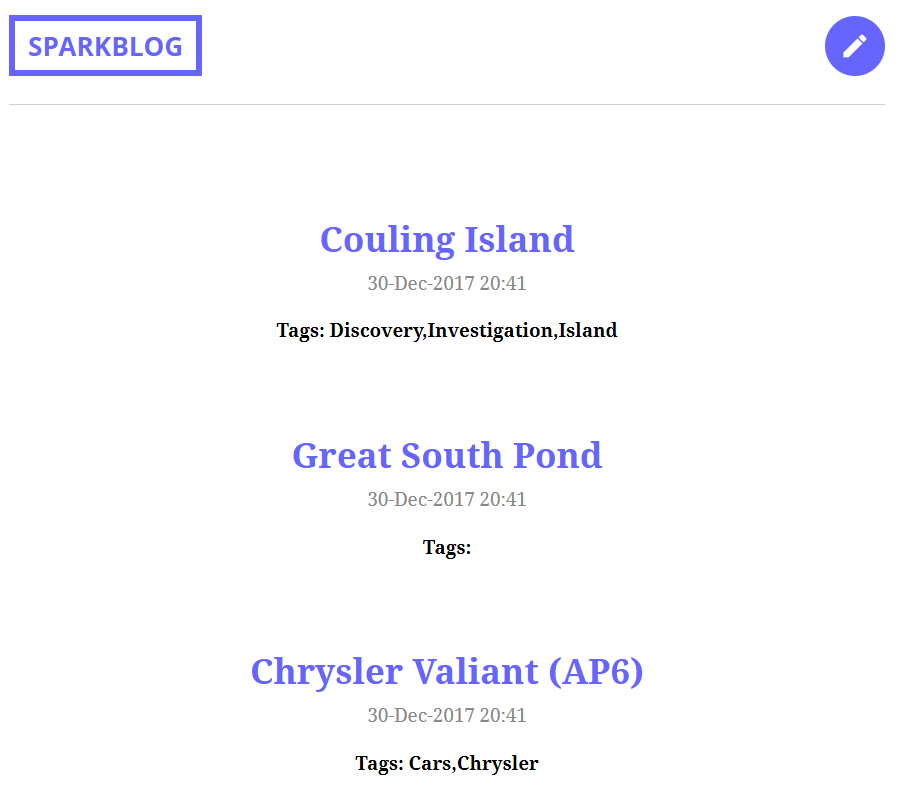 SPARKBLOG
Couling Island
30-Dec-2017 20:41
Tags: Discovery,Investigation,Island
Great South Pond
30-Dec-2017 20:41
Tags:
Chrysler Valiant (AP6)
30-Dec-2017 20:41
Tags: Cars,Chrysler